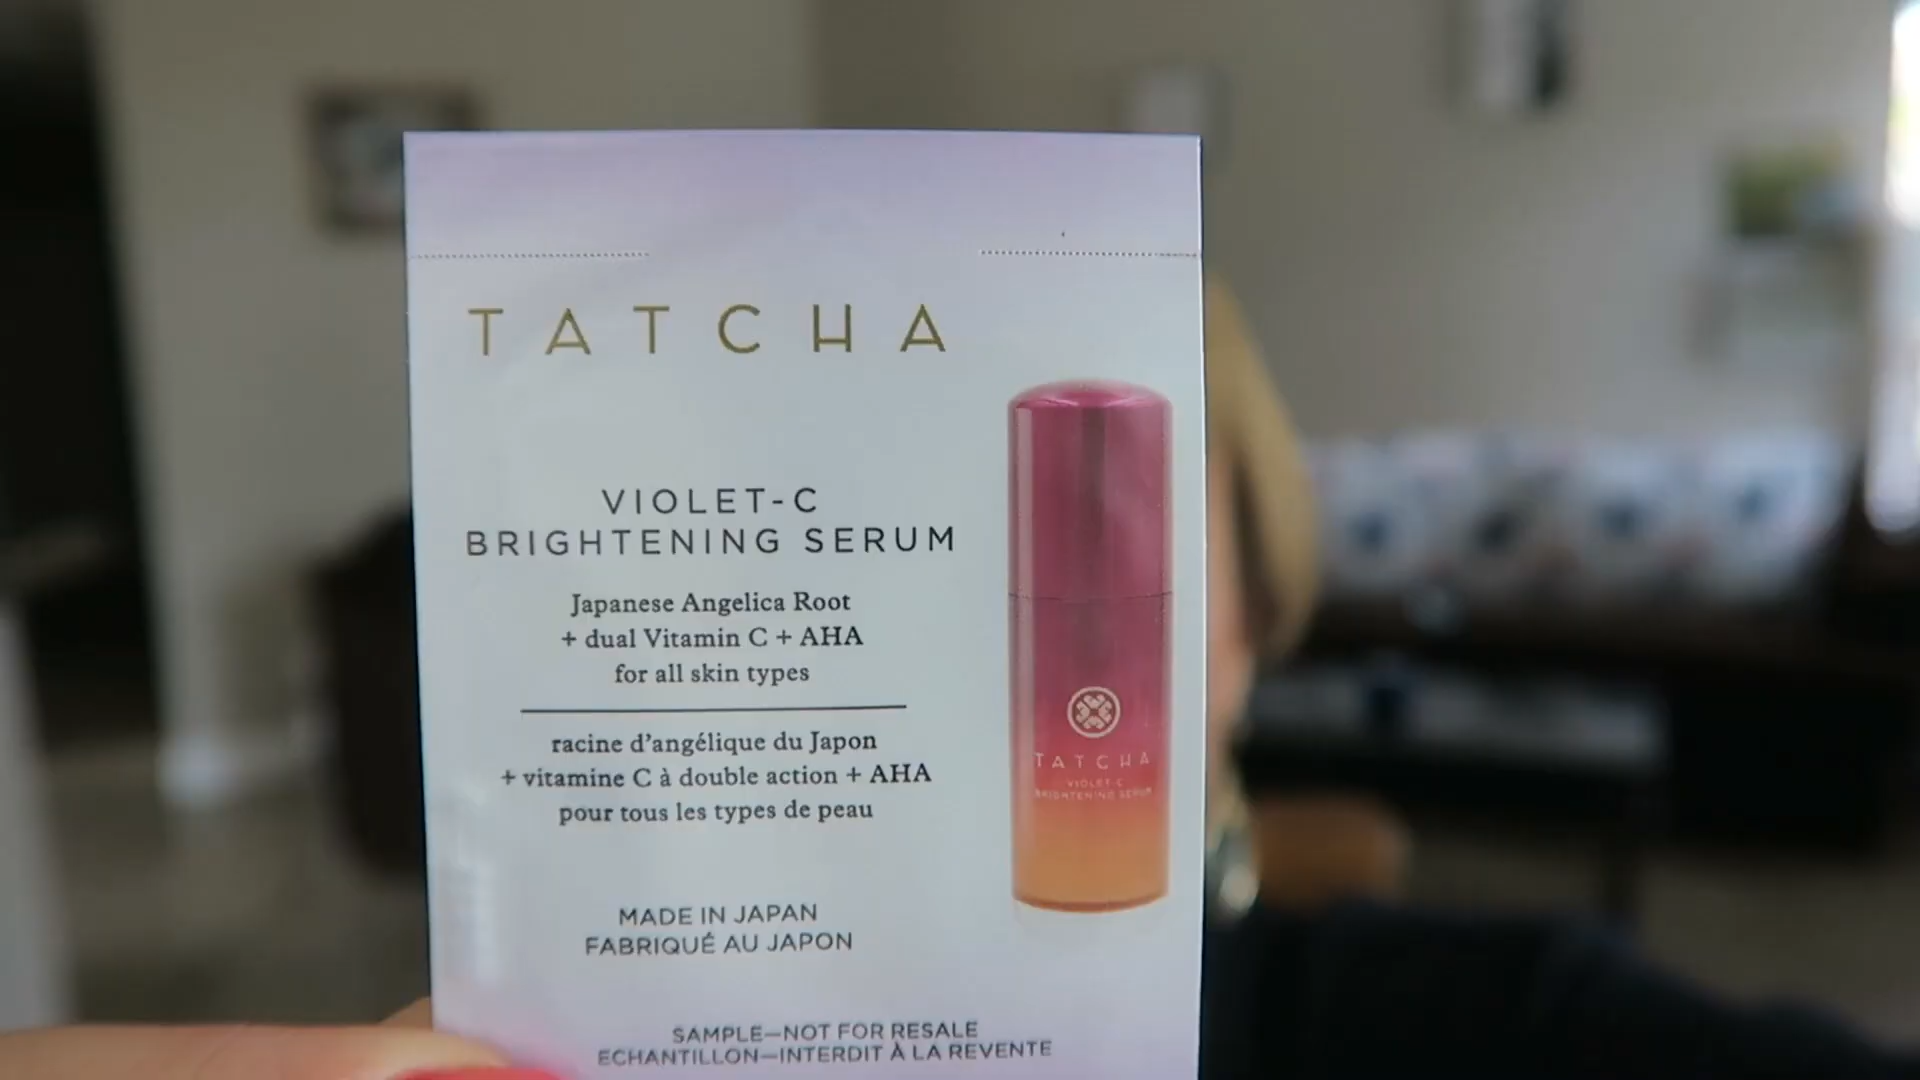 TATCHA
VIOLET-C
BRIGHTENING SERUM
Japanese Angelica Root
+ dual Vitamin C + AHA
for all skin types
racine d'angélique du Japon
+ vitamine C à double action + AHA
pour tous les types de peau
MADE IN JAPAN
FABRIQUÉ AU JAPON
SAMPLE—NOT FOR RESALE
ECHANTILLON—INTERDIT À LA REVENTE
TATCHA
VIOLET-C
BRIGHTENING SERUM